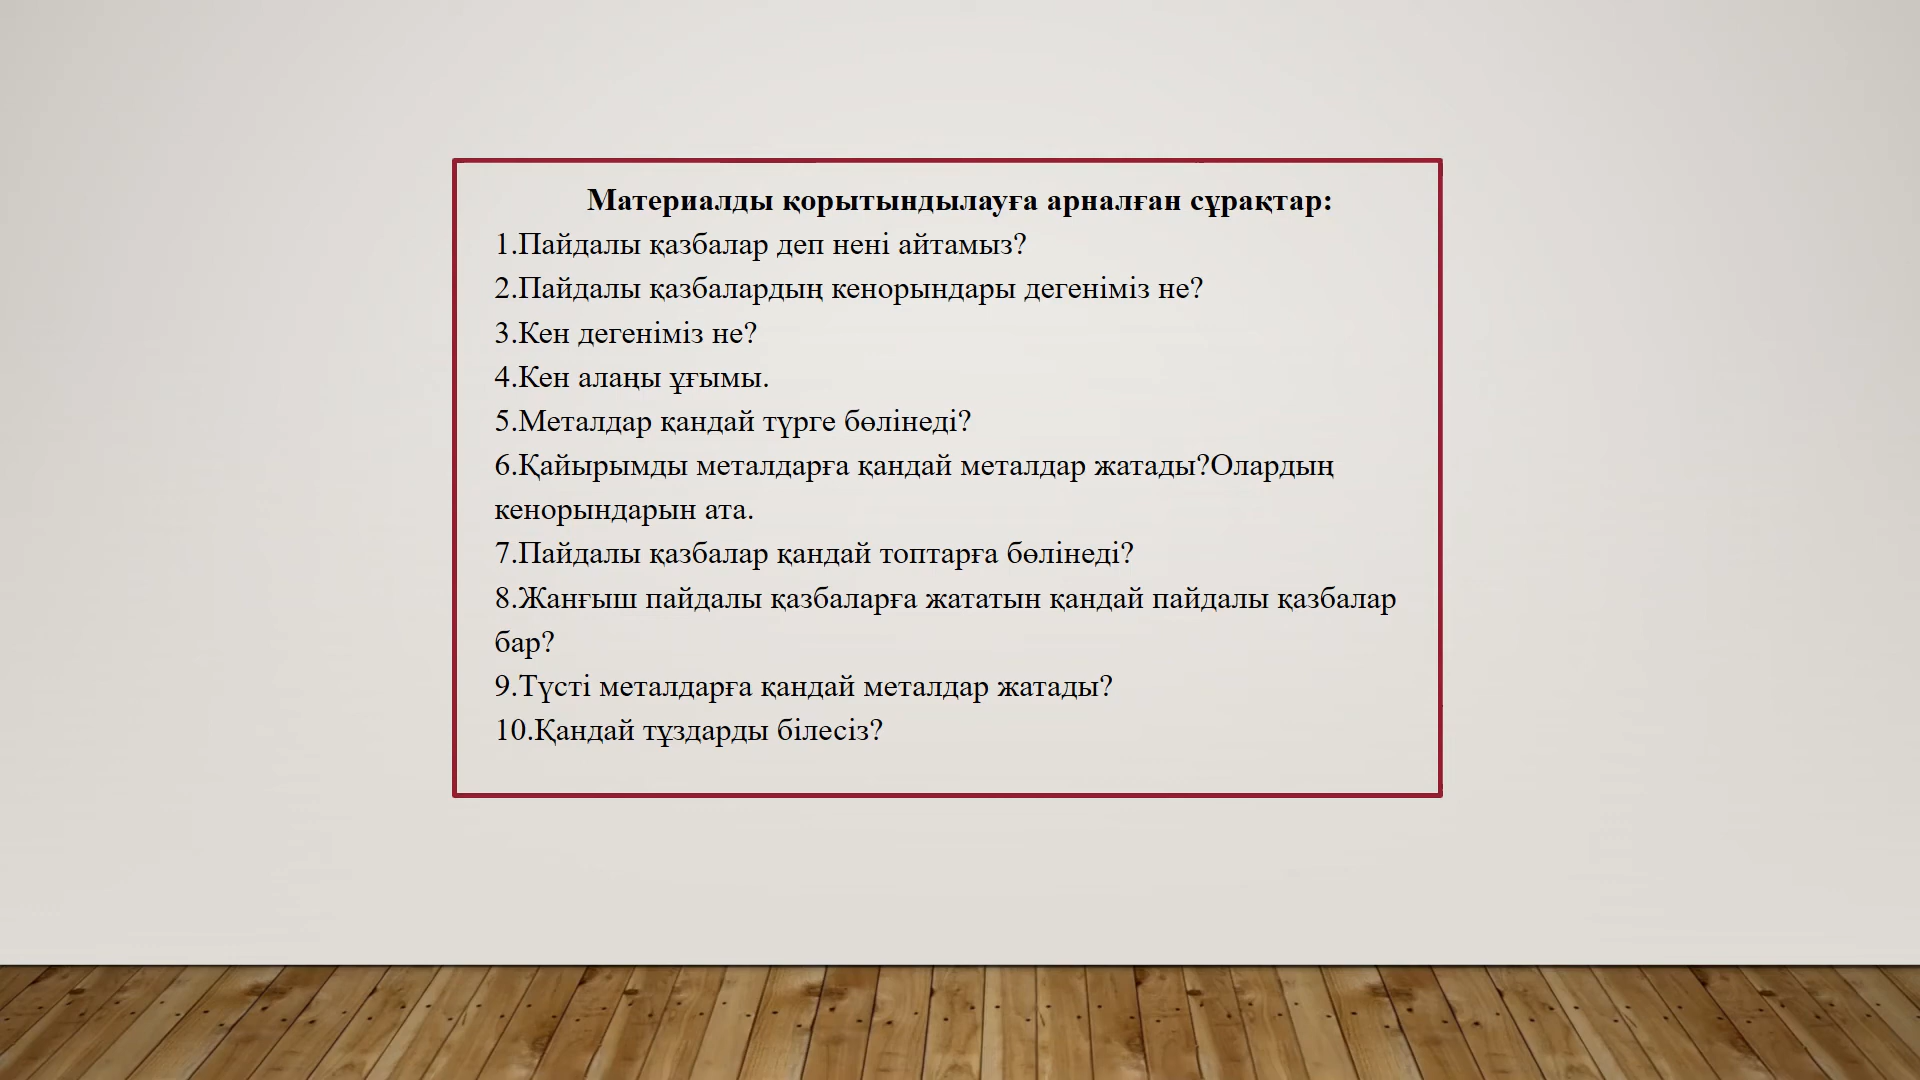 Материалды қорытындылауға арналған сұрақтар:
1.Пайдалы қазбалар деп нені айтамыз?
2.Пайдалы қазбалардың кенорындары дегеніміз не?
3.Кен дегеніміз не?
4.Кен алаңы ұғымы.
5.Металдар қандай түрге бөлінеді?
6.Қайырымды металдарға қандай металдар жатады?Олардың
кенорындарын ата.
7.Пайдалы қазбалар қандай топтарға бөлінеді?
8.Жанғыш пайдалы қазбаларға жататын қандай пайдалы қазбалар
бар?
9.Түсті металдарға қандай металдар жатады?
10.Қандай тұздарды білесіз?